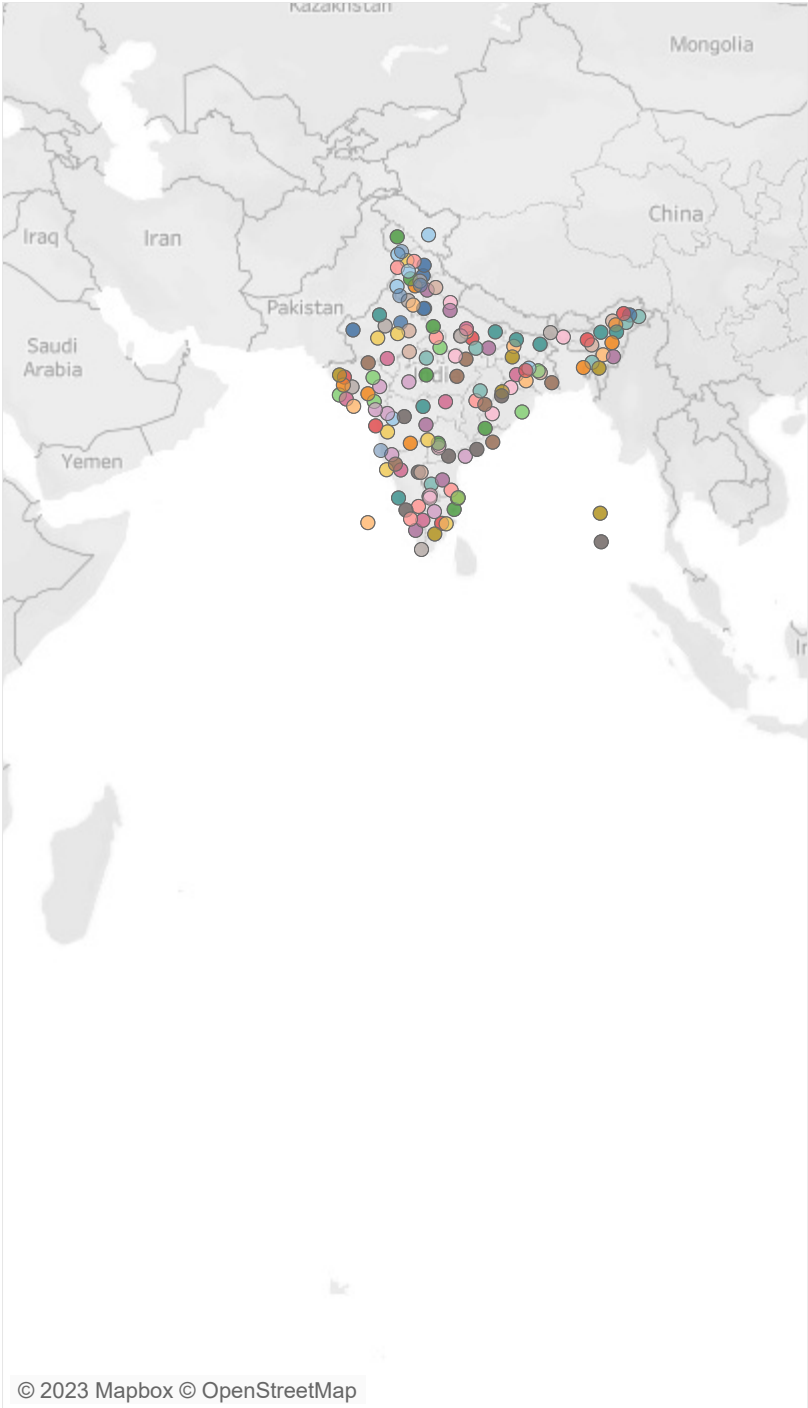 Kazakhstan
Mongolia
China
Iraq
Iran
Pakistan
Saudi
Arabia
Yemen
© 2023 Mapbox © OpenStreetMap